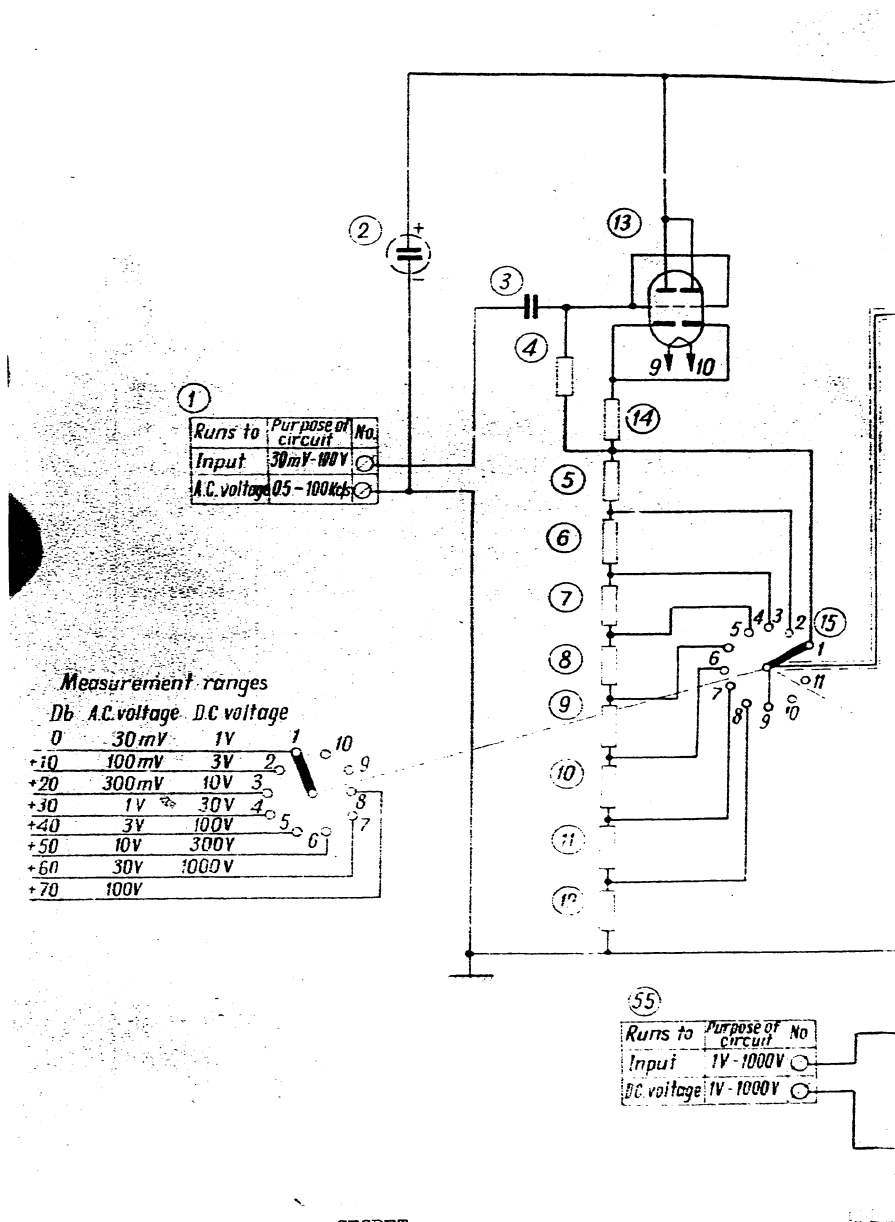 2
+
-
13
3
4
9 10
14
1
Runs to Purpose of circuit No.
Input 30mV-100V
A.C. voltage 05-100Kc/s
5
6
7
8
9
10
11
12
5 4 3 2 15
6 1
7 11
8 9 10
Measurement ranges
Db A.C. voltage D.C voltage
0 30mV 1V 1 10
+10 100mV 3V 2 9
+20 300mV 10V 3
+30 1V 30V 4 8
+40 3V 100V 5 7
+50 10V 300V 6
+60 30V 1000V
+70 100V
55
Runs to Purpose of circuit No
Input 1V-1000V
DC. voltage 1V-1000V